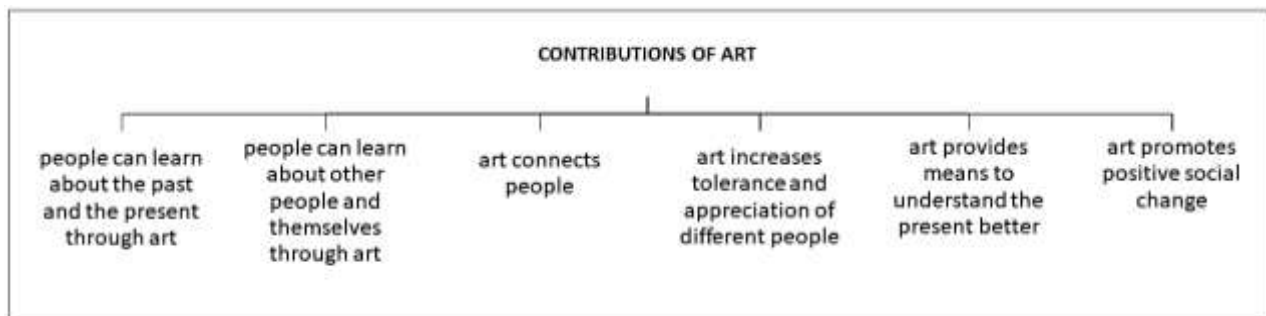 CONTRIBUTIONS OF ART
people can learn
about the past
and the present
through art
people can learn
about other
people and
themselves
through art
art connects
people
art increases
tolerance and
appreciation of
different people
art provides
means to
understand the
present better
art promotes
positive social
change